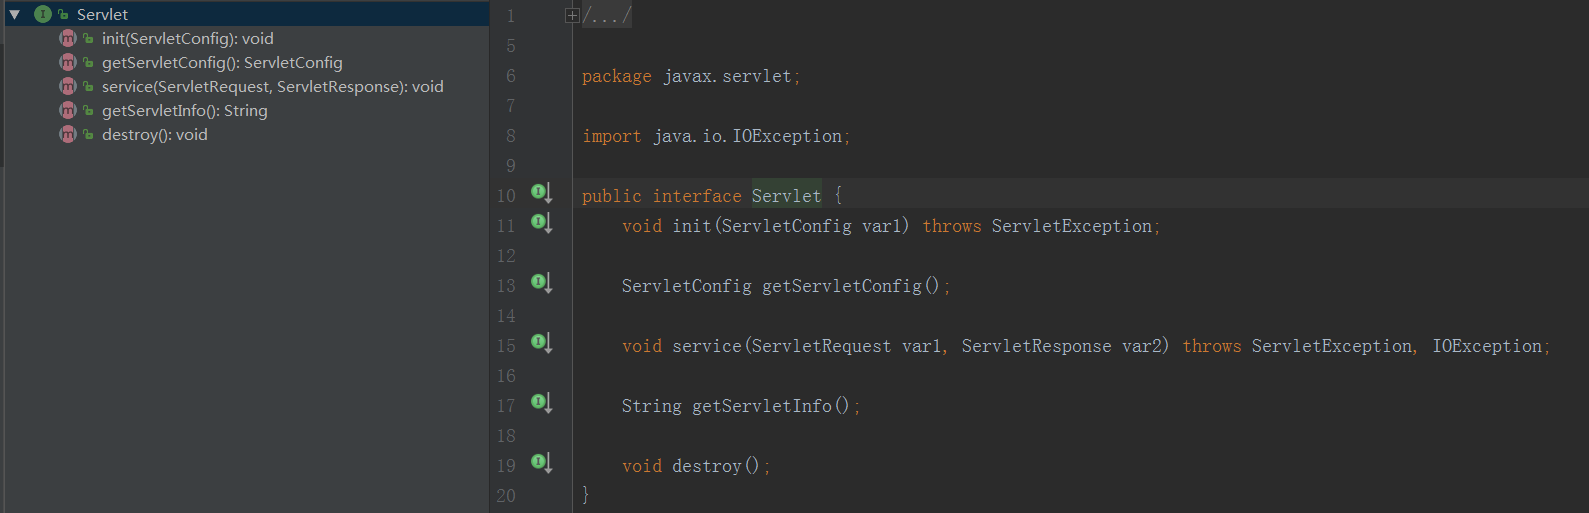 Servlet
init(ServletConfig): void
getServletConfig(): ServletConfig
service(ServletRequest, ServletResponse): void
getServletInfo(): String
destroy(): void
1 /.../
5
6 package javax.servlet;
7
8 import java.io.IOException;
9
10 public interface Servlet {
11 void init(ServletConfig var1) throws ServletException;
12
13 ServletConfig getServletConfig();
14
15 void service(ServletRequest var1, ServletResponse var2) throws ServletException, IOException;
16
17 String getServletInfo();
18
19 void destroy();
20 }